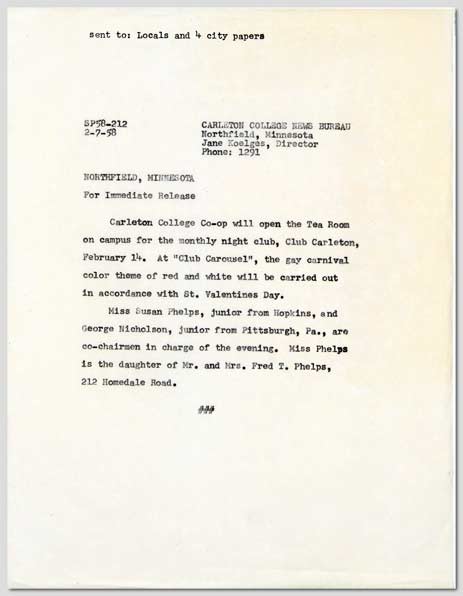 sent to: Locals and 4 city papers
SP58-212
2-7-58
CARLETON COLLEGE NEWS BUREAU
Northfield, Minnesota
Jane Koelges, Director
Phone: 1291
NORTHFIELD, MINNESOTA
For Immediate Release
Carleton College Co-op will open the Tea Room
on campus for the monthly night club, Club Carleton,
February 14. At "Club Carousel", the gay carnival
color theme of red and white will be carried out
in accordance with St. Valentines Day.
Miss Susan Phelps, junior from Hopkins, and
George Nicholson, junior from Pittsburgh, Pa., are
co-chairmen in charge of the evening. Miss Phelps
is the daughter of Mr. and Mrs. Fred T. Phelps,
212 Homedale Road.
###